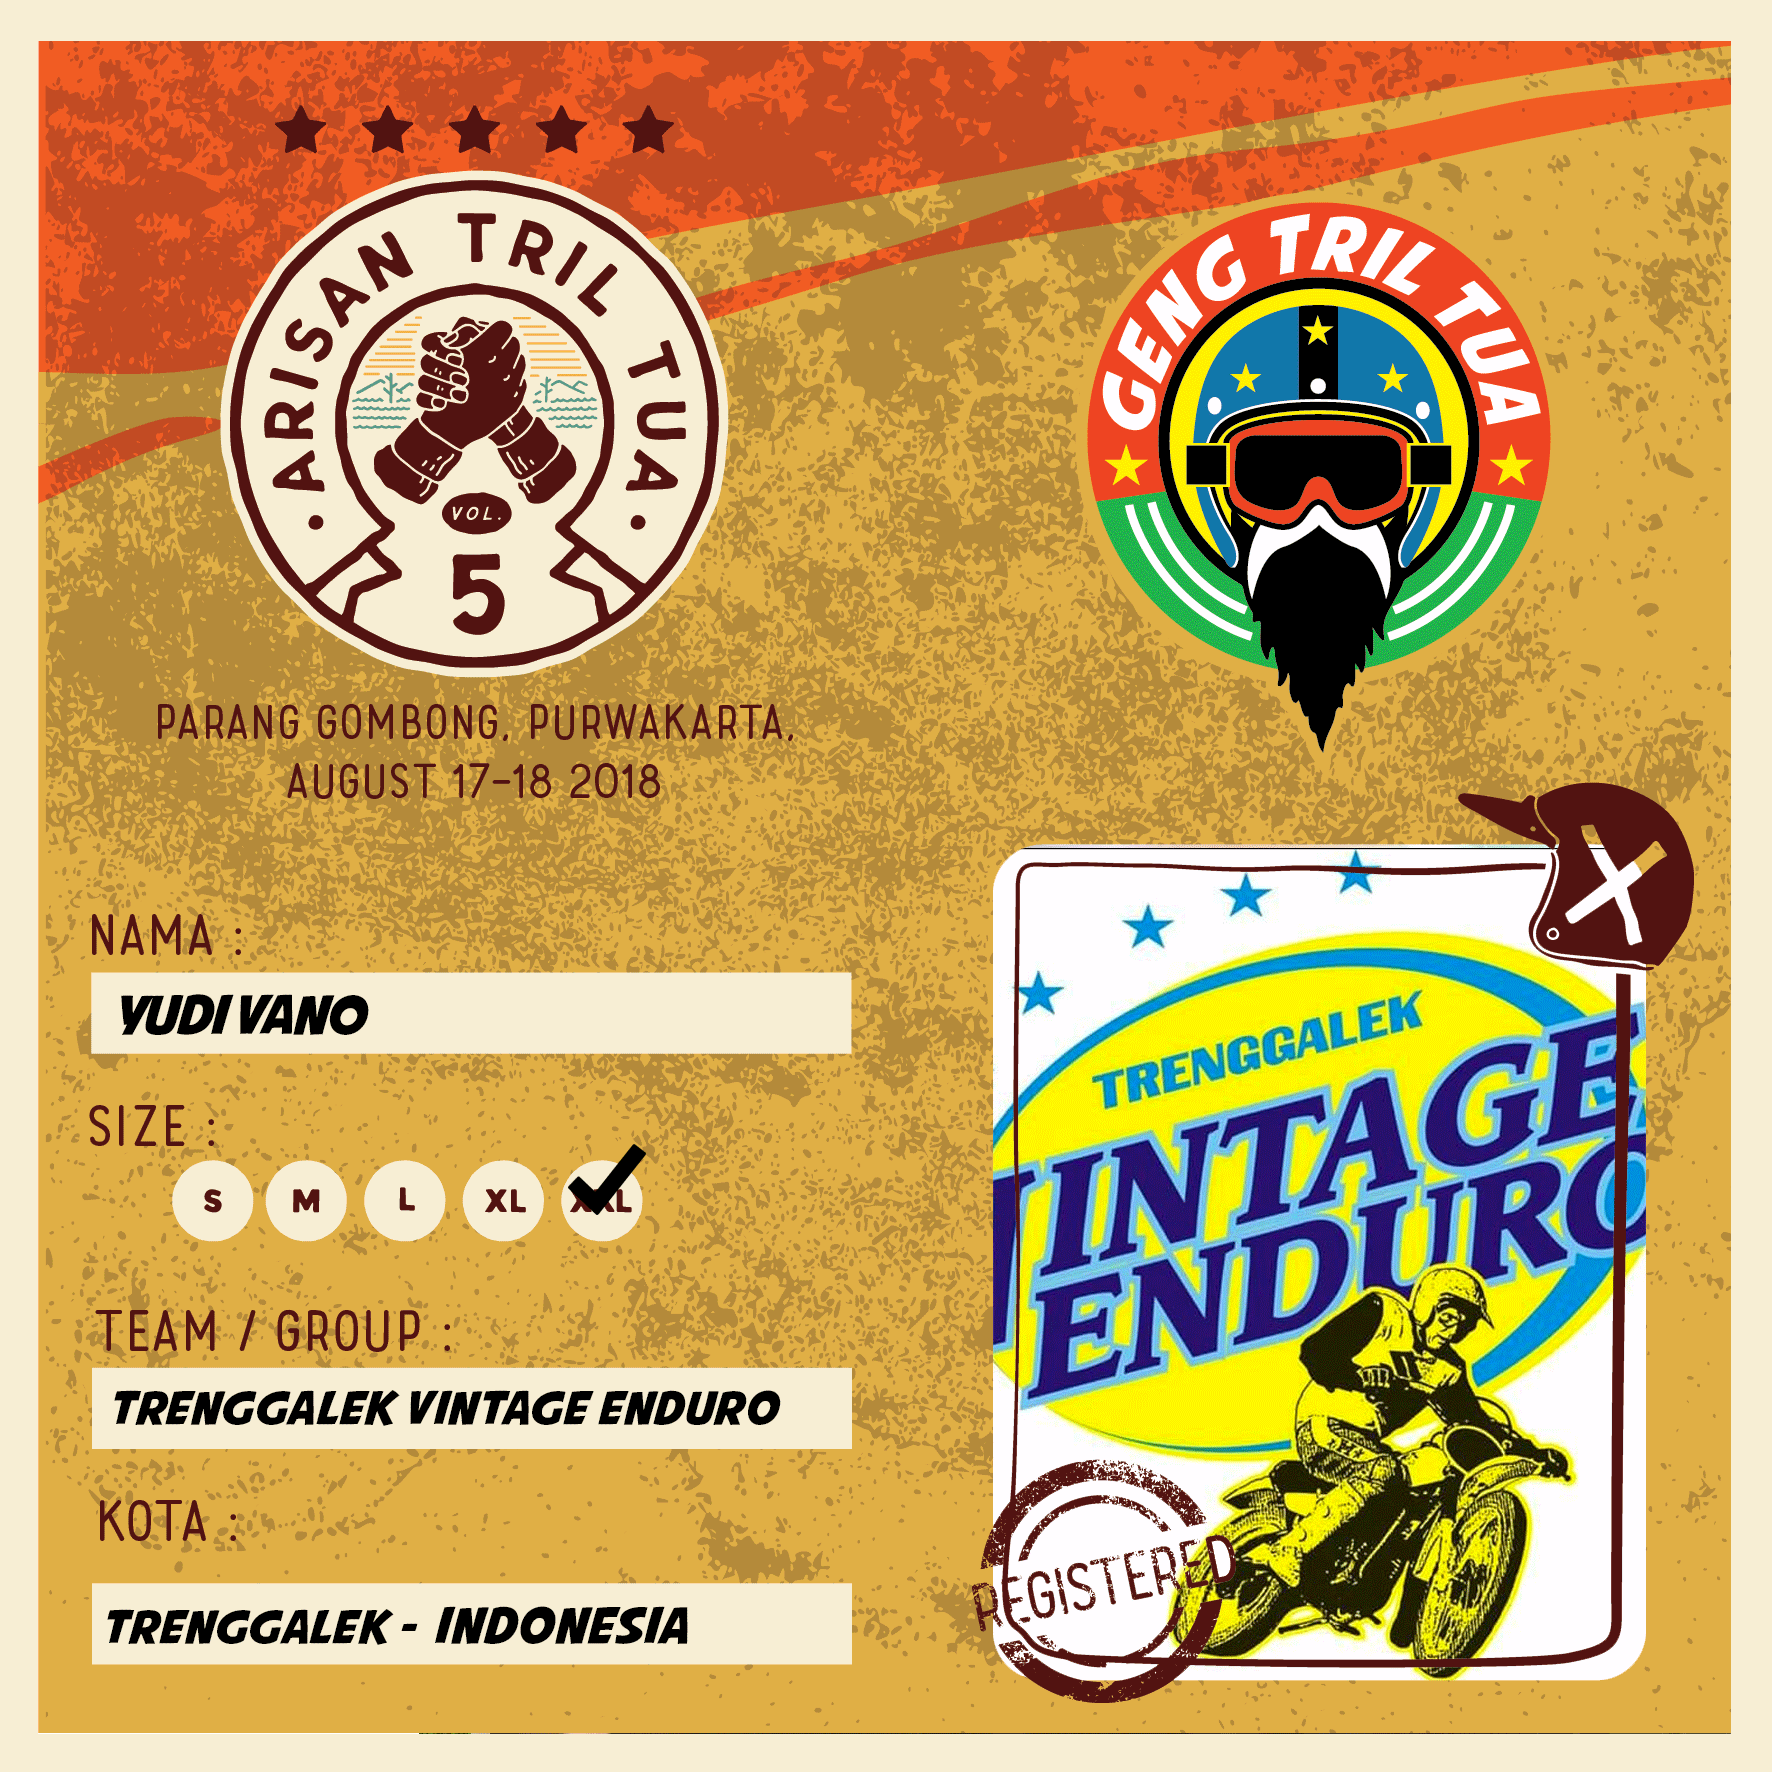 ARISAN TRIL TUA
VOL.
5
GENG TRIL TUA
PARANG GOMBONG, PURWAKARTA,
AUGUST 17-18 2018
NAMA :
YUDI VANO
SIZE :
S M L XL XXL
TEAM / GROUP :
TRENGGALEK VINTAGE ENDURO
KOTA :
TRENGGALEK - INDONESIA
TRENGGALEK
VINTAGE
ENDURO
REGISTERED